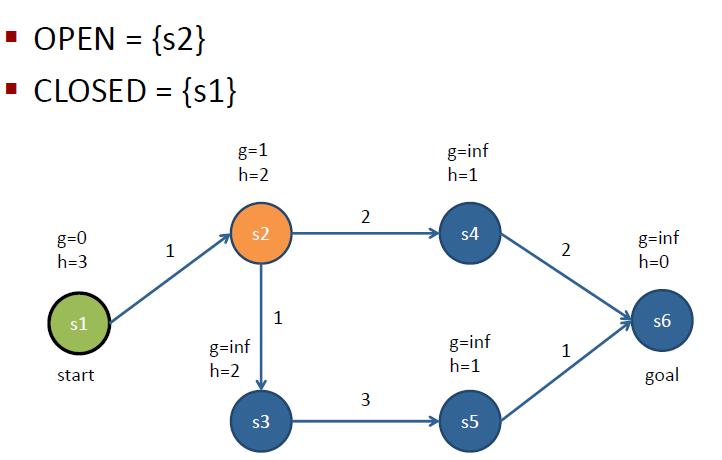 ▪ OPEN = {s2}
▪ CLOSED = {s1}
g=1
h=2
g=inf
h=1
g=0
h=3
1
s2
2
s4
2
g=inf
h=0
s1
1
s6
start
g=inf
h=2
g=inf
h=1
1
goal
s3
3
s5